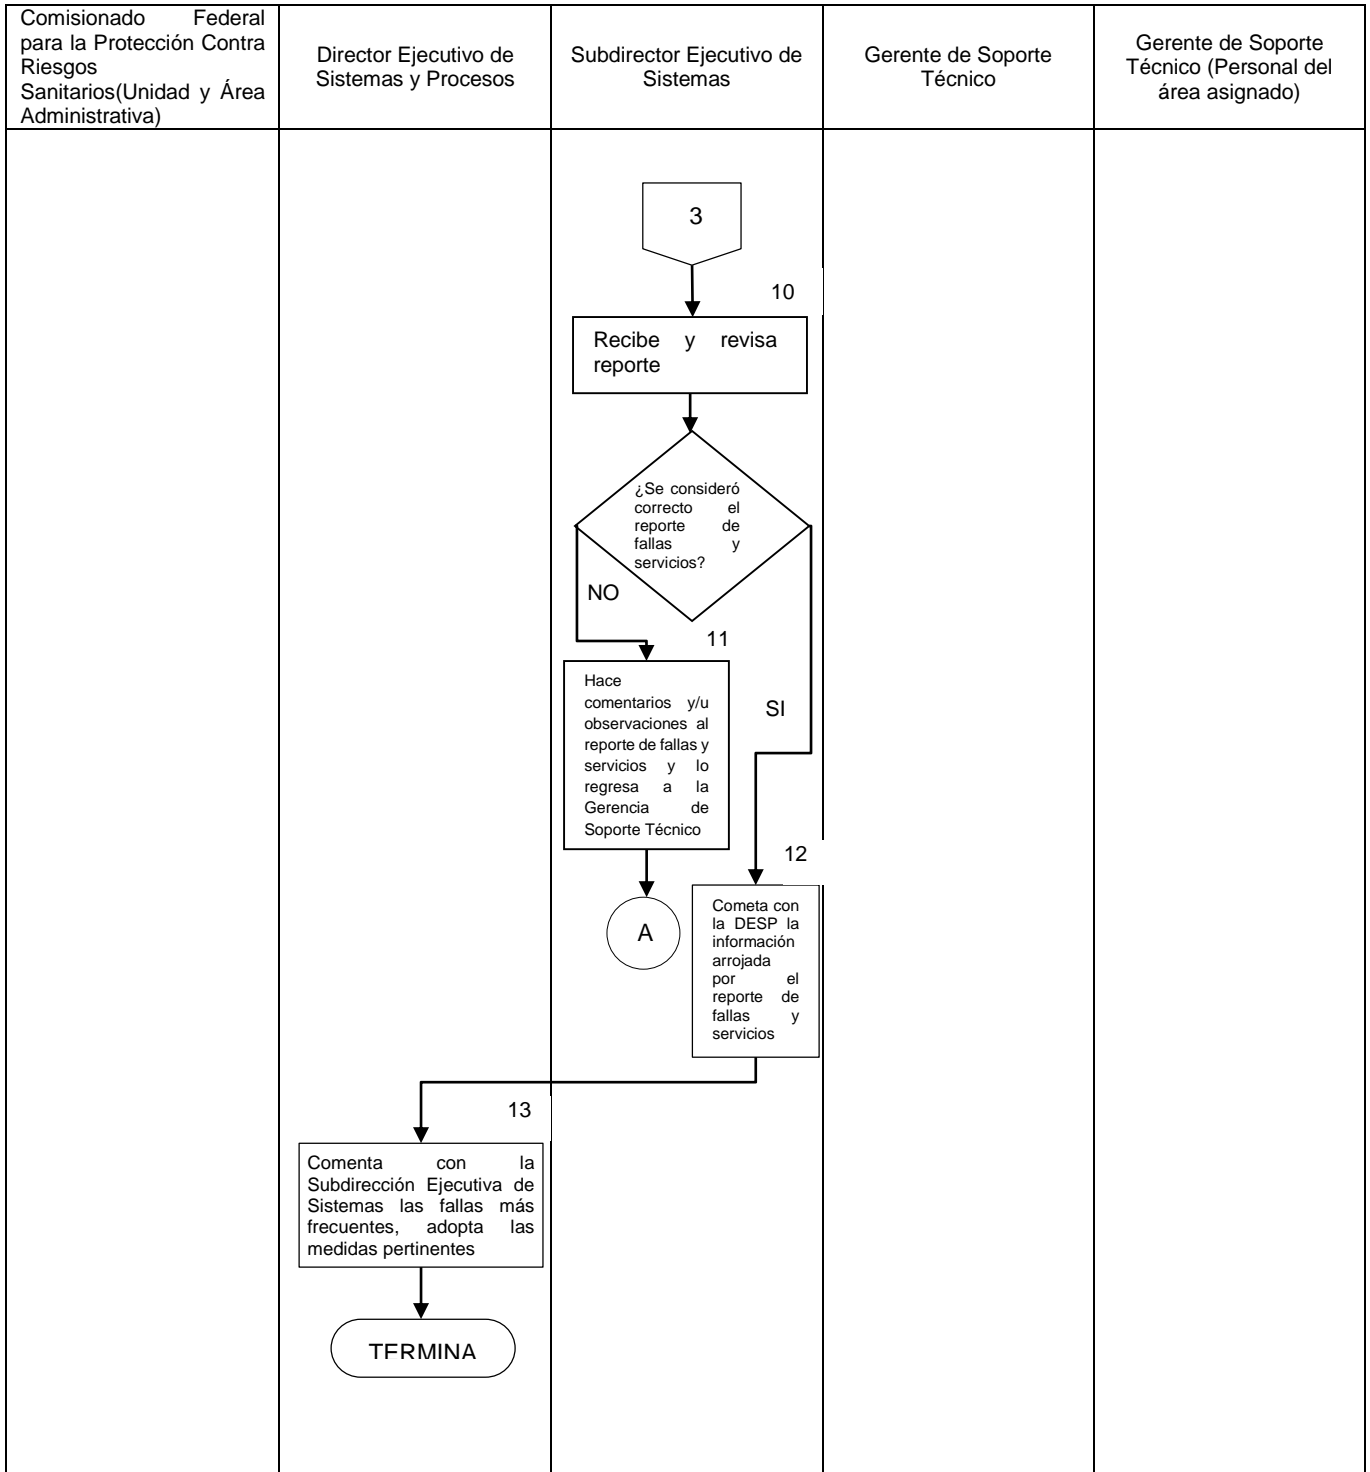 Comisionado Federal
para la Protección Contra
Riesgos
Sanitarios(Unidad y Área
Administrativa)
Director Ejecutivo de
Sistemas y Procesos
Subdirector Ejecutivo de
Sistemas
Gerente de Soporte
Técnico
Gerente de Soporte
Técnico (Personal del
área asignado)
3
10
Recibe y revisa
reporte
¿Se consideró
correcto el
reporte de
fallas y
servicios?
NO
11
Hace
comentarios y/u
observaciones al
reporte de fallas y
servicios y lo
regresa a la
Gerencia de
Soporte Técnico
SI
A
12
Cometa con
la DESP la
información
arrojada
por el
reporte de
fallas y
servicios
13
Comenta con la
Subdirección Ejecutiva de
Sistemas las fallas más
frecuentes, adopta las
medidas pertinentes
TERMINA